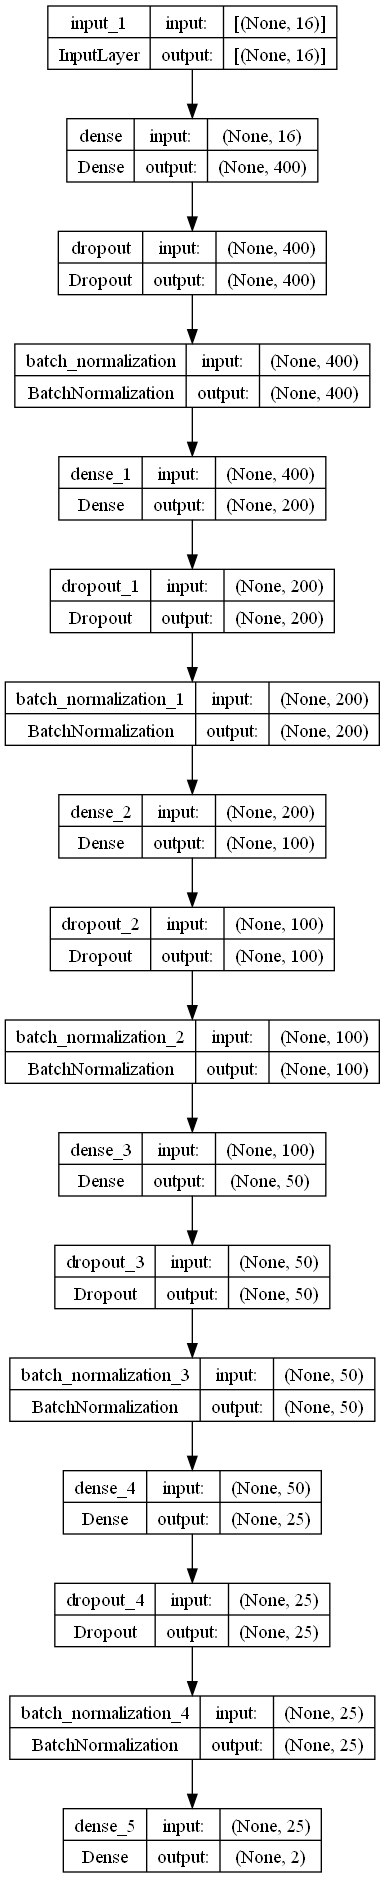 input_1 input: [(None, 16)]
InputLayer output: [(None, 16)]
dense input: (None, 16)
Dense output: (None, 400)
dropout input: (None, 400)
Dropout output: (None, 400)
batch_normalization input: (None, 400)
BatchNormalization output: (None, 400)
dense_1 input: (None, 400)
Dense output: (None, 200)
dropout_1 input: (None, 200)
Dropout output: (None, 200)
batch_normalization_1 input: (None, 200)
BatchNormalization output: (None, 200)
dense_2 input: (None, 200)
Dense output: (None, 100)
dropout_2 input: (None, 100)
Dropout output: (None, 100)
batch_normalization_2 input: (None, 100)
BatchNormalization output: (None, 100)
dense_3 input: (None, 100)
Dense output: (None, 50)
dropout_3 input: (None, 50)
Dropout output: (None, 50)
batch_normalization_3 input: (None, 50)
BatchNormalization output: (None, 50)
dense_4 input: (None, 50)
Dense output: (None, 25)
dropout_4 input: (None, 25)
Dropout output: (None, 25)
batch_normalization_4 input: (None, 25)
BatchNormalization output: (None, 25)
dense_5 input: (None, 25)
Dense output: (None, 2)